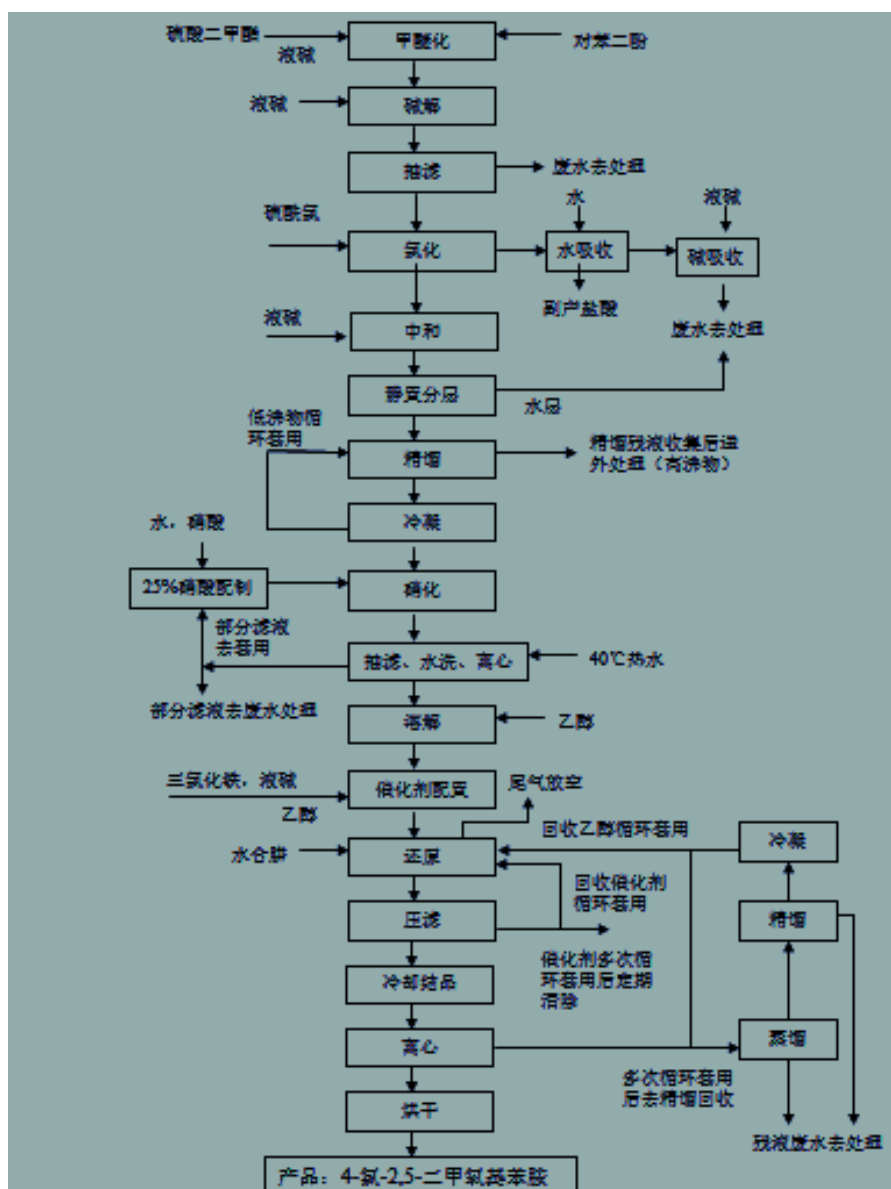 硫酸二甲酯
液碱
甲醚化
对苯二酚
液碱
碱解
抽滤
废水去处理
水
液碱
硫酰氯
氯化
水吸收
碱吸收
副产盐酸
液碱
中和
废水去处理
静置分层
水层
低沸物循
环套用
精馏
精馏残液收集后送
外处理（高沸物）
冷凝
水，硝酸
25%硝酸配制
硝化
部分滤液
去套用
抽滤、水洗、离心
40℃热水
部分滤液去废水处理
溶解
乙醇
三氯化铁，液碱
乙醇
催化剂配置
尾气放空
回收乙醇循环套用
冷凝
水合肼
还原
回收催化剂
循环套用
压滤
精馏
催化剂多次循
环套用后定期
清除
冷却结晶
离心
蒸馏
多次循环套用
后去精馏回收
烘干
残液废水去处理
产品：4-氯-2,5-二甲氧基苯胺